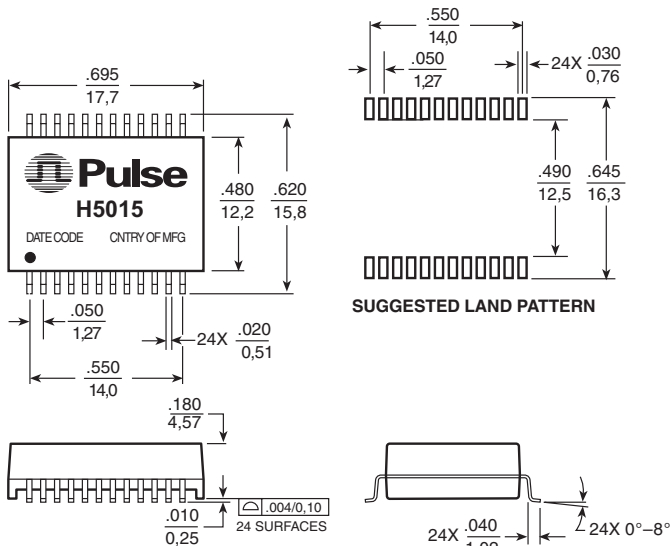 .695
17,7
Pulse
H5015
DATE CODE CNTRY OF MFG
.480
12,2
.620
15,8
.050
1,27
24X .020
0,51
.550
14,0
.550
14,0
.050
1,27
24X .030
0,76
.490
12,5
.645
16,3
SUGGESTED LAND PATTERN
.180
4,57
.010
0,25
.004/0,10
24 SURFACES
24X .040
24X 0°–8°